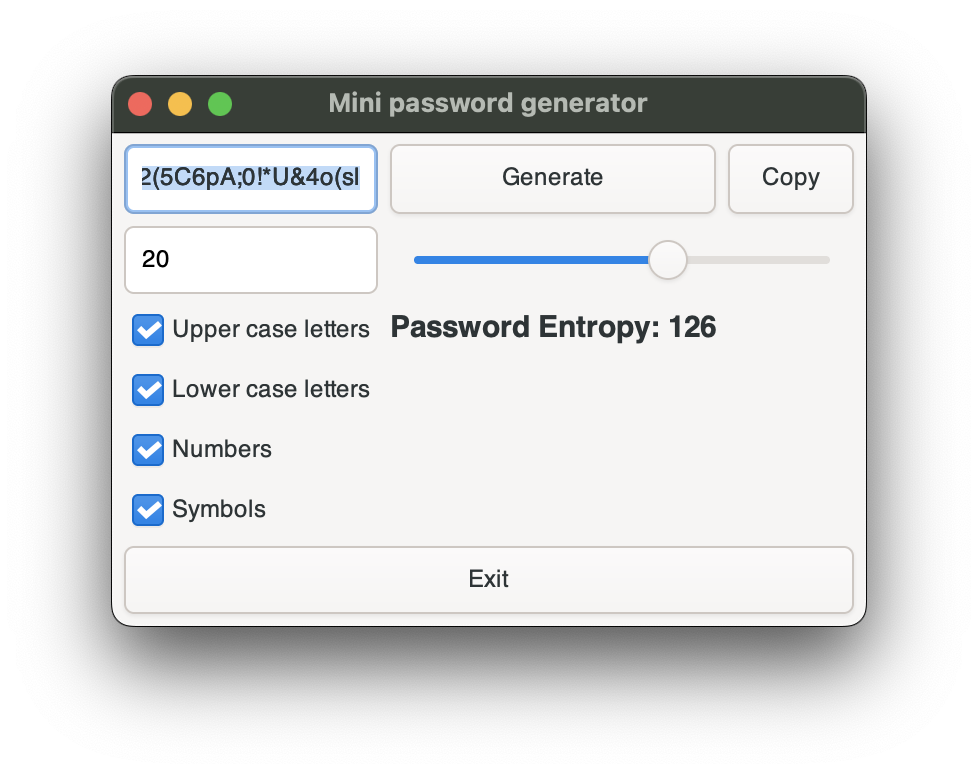 Mini password generator
2(5C6pA;0!*U&4o(sl
Generate
Copy
20
Upper case letters
Password Entropy: 126
Lower case letters
Numbers
Symbols
Exit